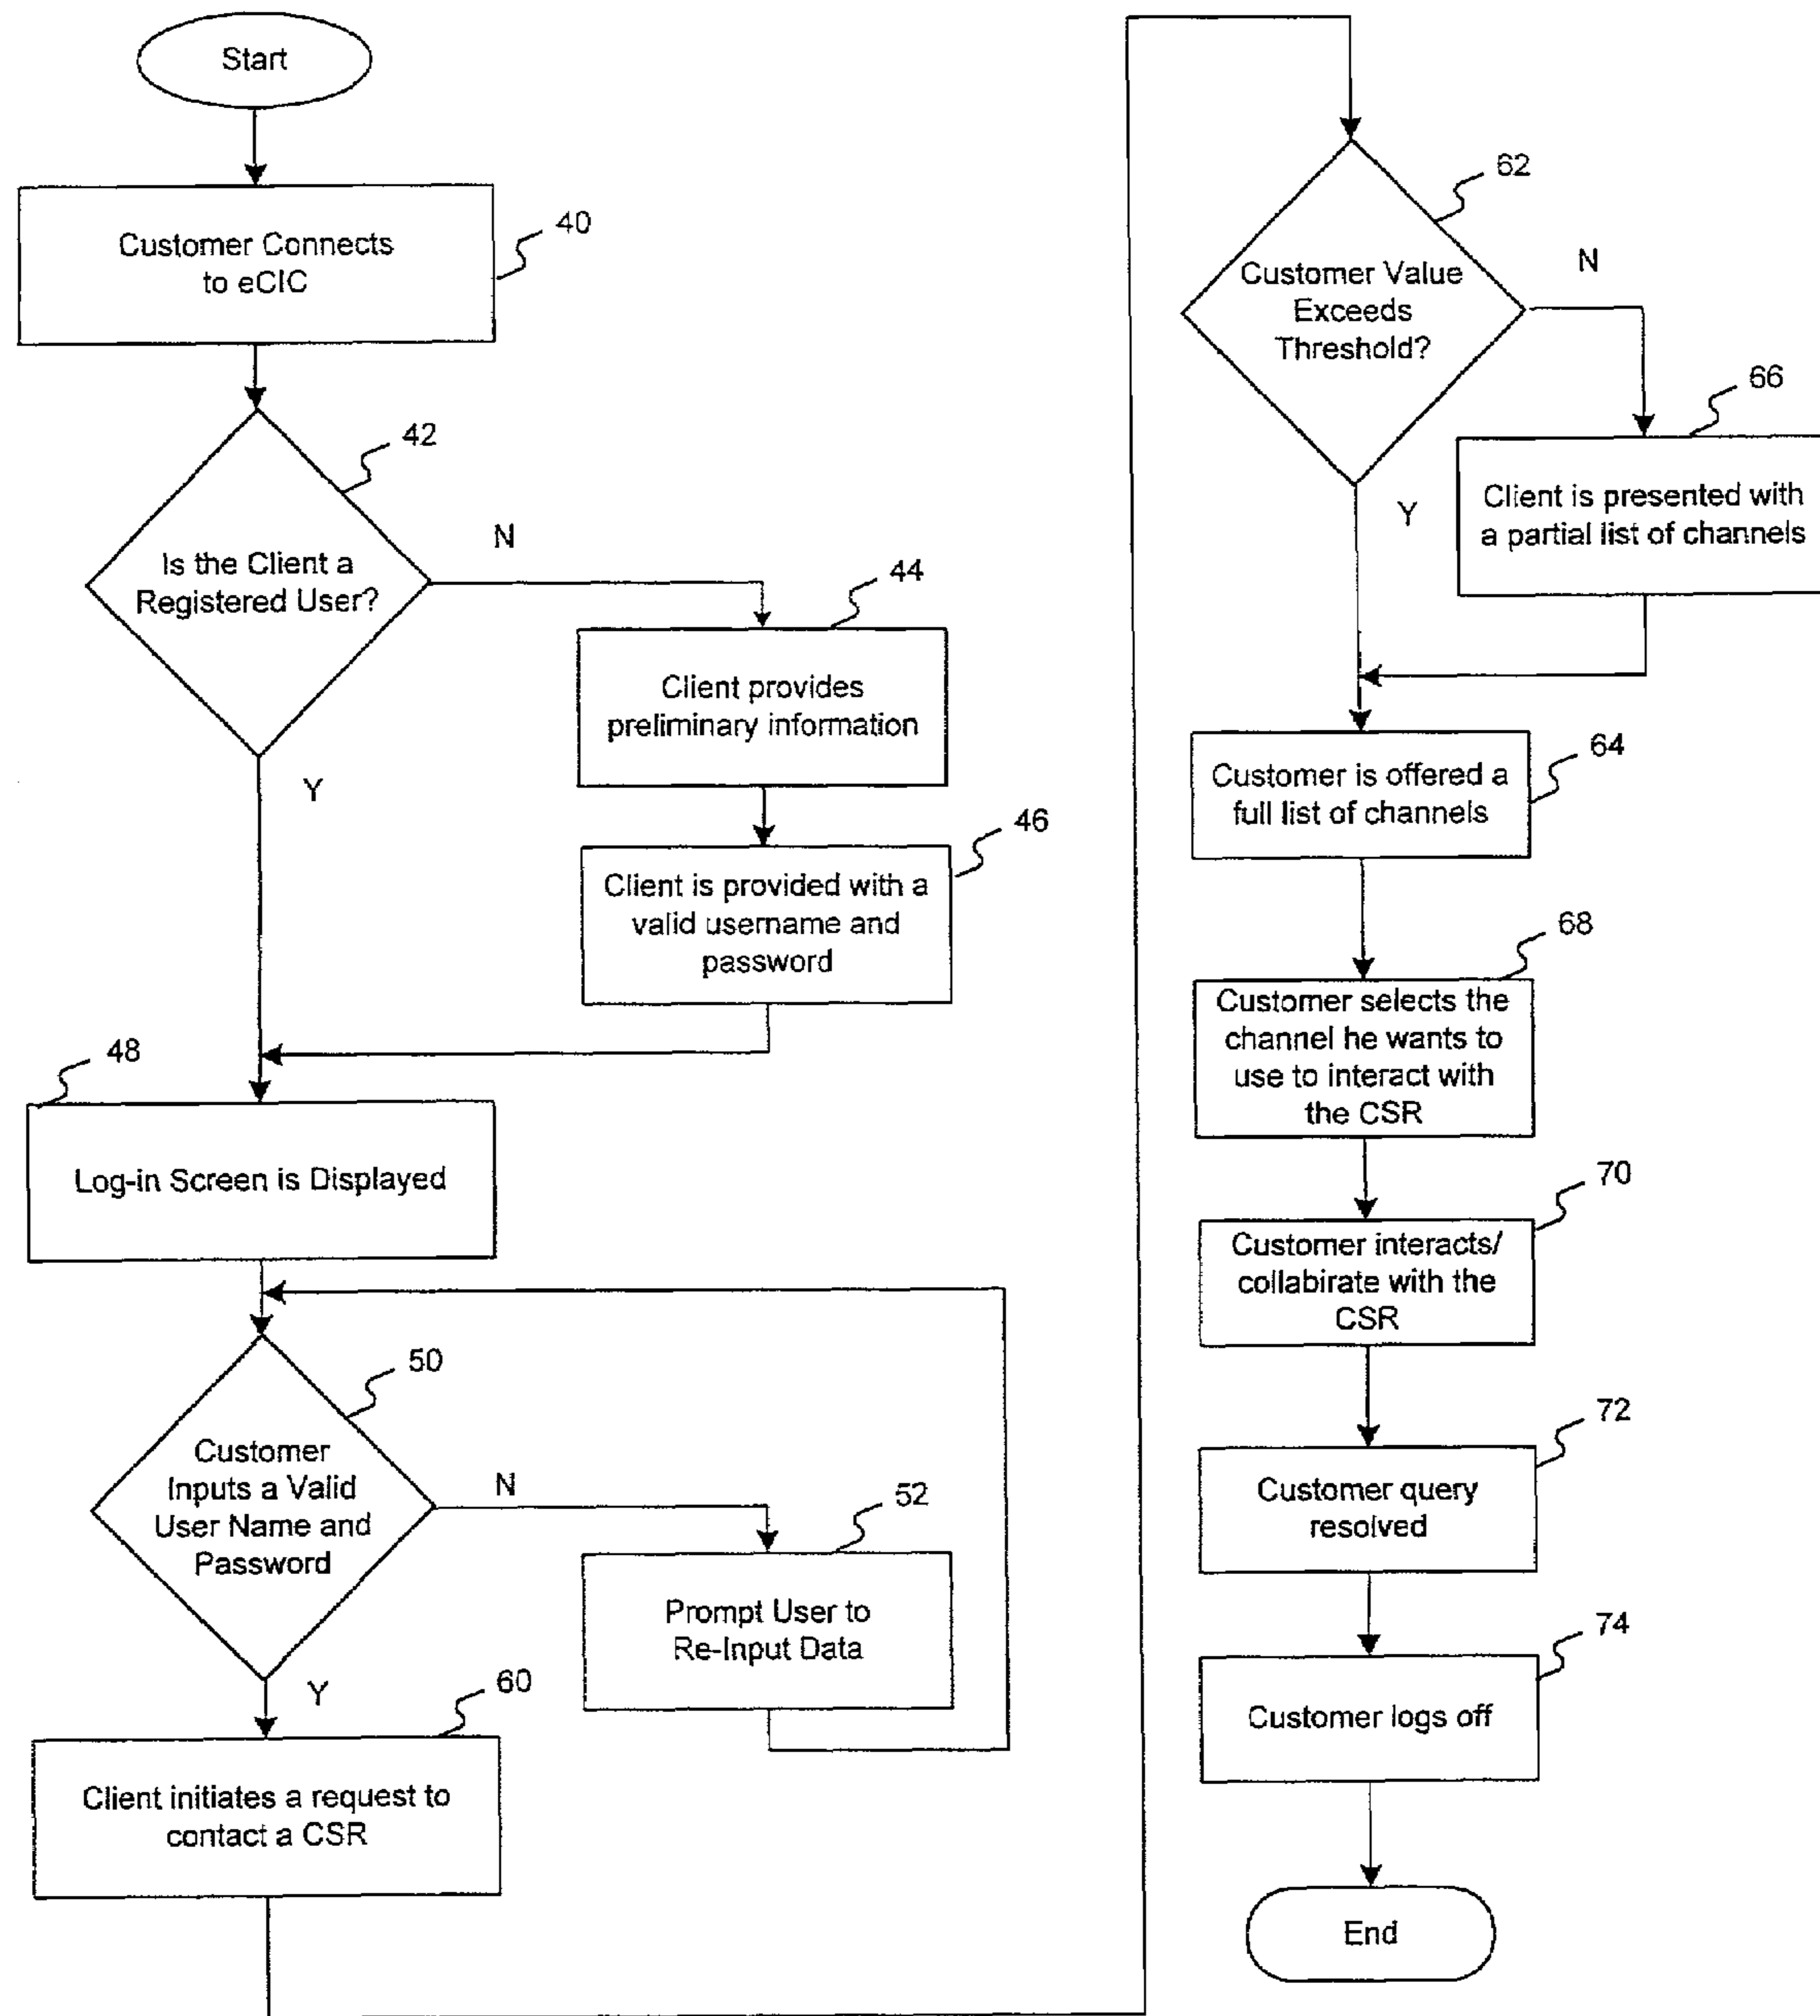 Start
Customer Connects
to eCIC
40
Is the Client a
Registered User?
42
N
Y
Client provides
preliminary information
44
Client is provided with a
valid username and
password
46
48
Log-in Screen is Displayed
50
Customer
Inputs a Valid
User Name and
Password
N
Y
52
Prompt User to
Re-Input Data
60
Client initiates a request to
contact a CSR
62
Customer Value
Exceeds
Threshold?
N
Y
66
Client is presented with
a partial list of channels
64
Customer is offered a
full list of channels
68
Customer selects the
channel he wants to
use to interact with
the CSR
70
Customer interacts/
collabirate with the
CSR
72
Customer query
resolved
74
Customer logs off
End